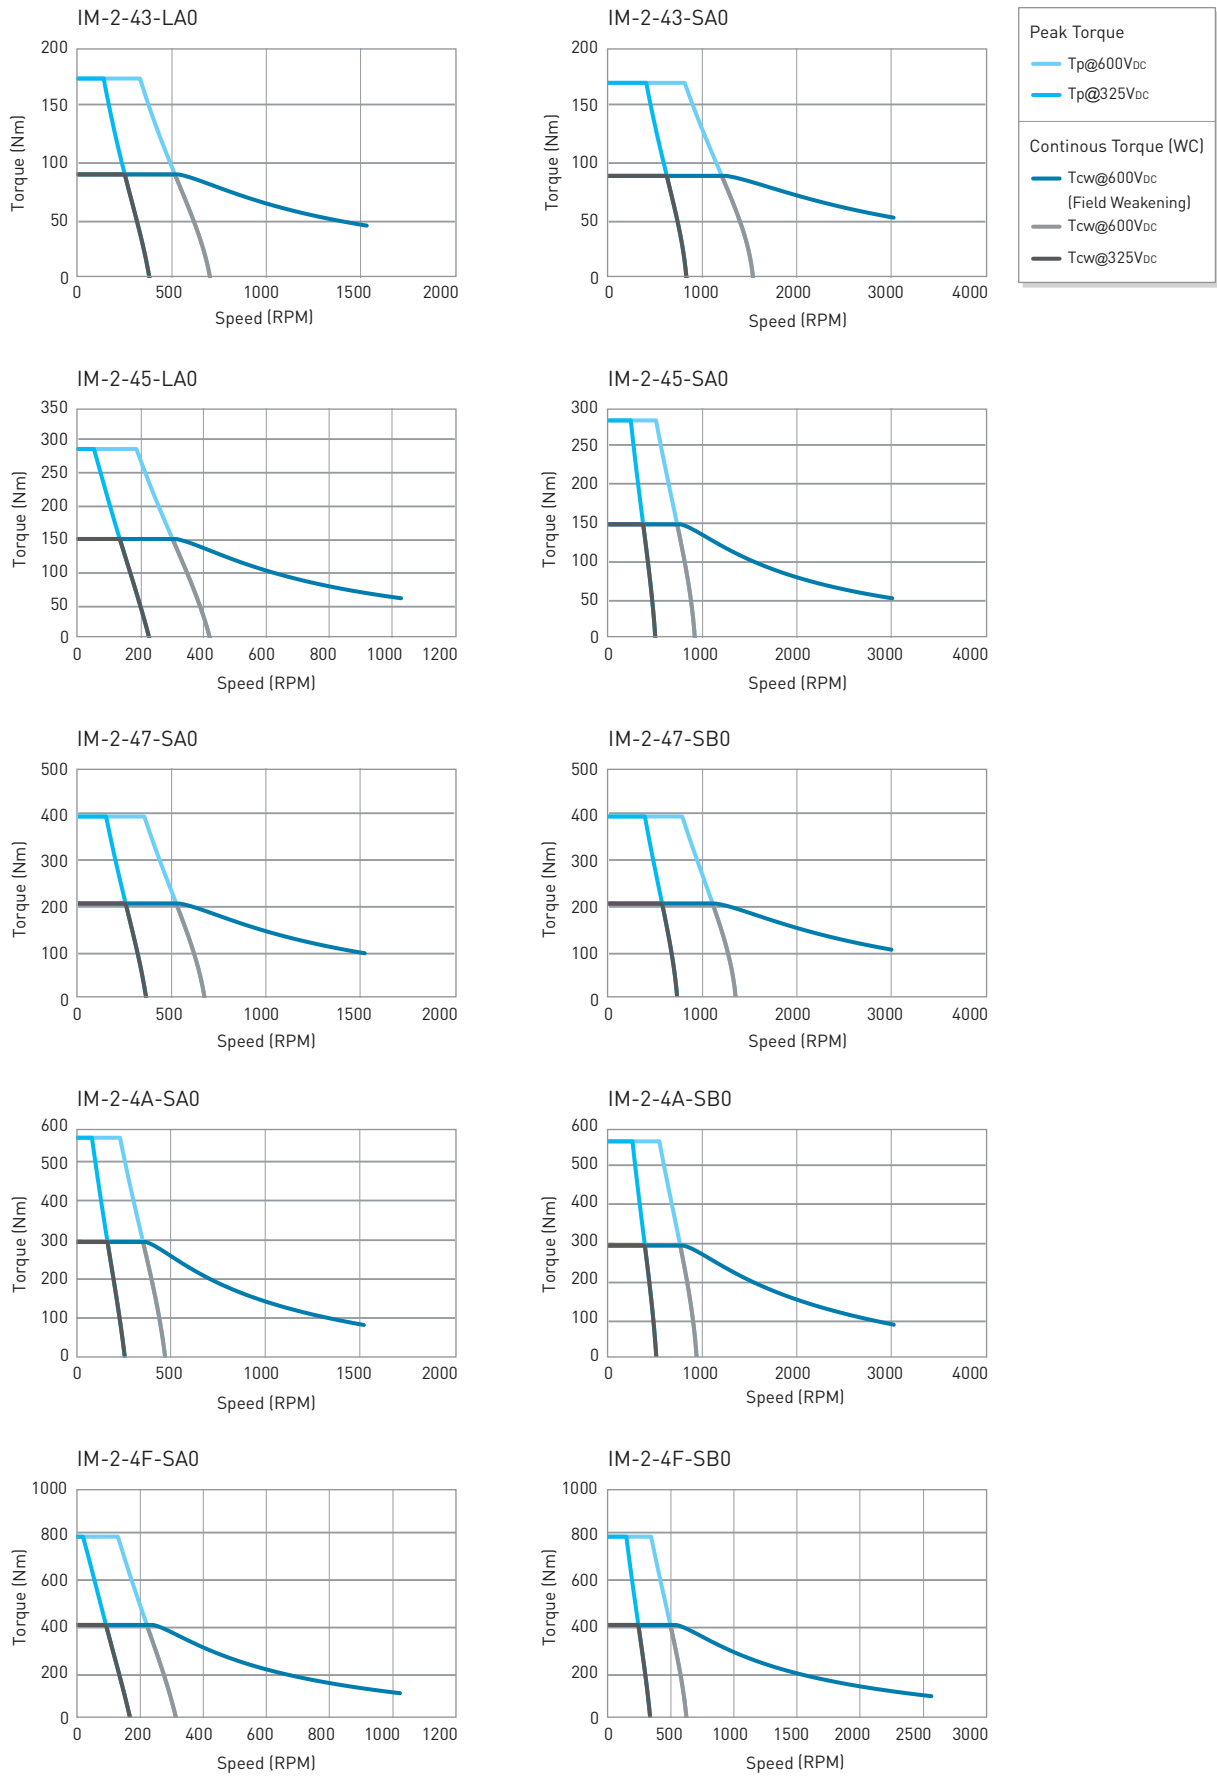 IM-2-43-LA0
200
150
100
50
0
0 500 1000 1500 2000
Torque (Nm)
Speed (RPM)
IM-2-43-SA0
200
150
100
50
0
0 1000 2000 3000 4000
Torque (Nm)
Speed (RPM)
Peak Torque
Tp@600VDC
Tp@325VDC
Continous Torque (WC)
Tcw@600VDC
(Field Weakening)
Tcw@600VDC
Tcw@325VDC
IM-2-45-LA0
350
300
250
200
150
100
50
0
0 200 400 600 800 1000 1200
Torque (Nm)
Speed (RPM)
IM-2-45-SA0
300
250
200
150
100
50
0
0 1000 2000 3000 4000
Torque (Nm)
Speed (RPM)
IM-2-47-SA0
500
400
300
200
100
0
0 500 1000 1500 2000
Torque (Nm)
Speed (RPM)
IM-2-47-SB0
500
400
300
200
100
0
0 1000 2000 3000 4000
Torque (Nm)
Speed (RPM)
IM-2-4A-SA0
600
500
400
300
200
100
0
0 500 1000 1500 2000
Torque (Nm)
Speed (RPM)
IM-2-4A-SB0
600
500
400
300
200
100
0
0 1000 2000 3000 4000
Torque (Nm)
Speed (RPM)
IM-2-4F-SA0
1000
800
600
400
200
0
0 200 400 600 800 1000 1200
Torque (Nm)
Speed (RPM)
IM-2-4F-SB0
1000
800
600
400
200
0
0 500 1000 1500 2000 2500 3000
Torque (Nm)
Speed (RPM)